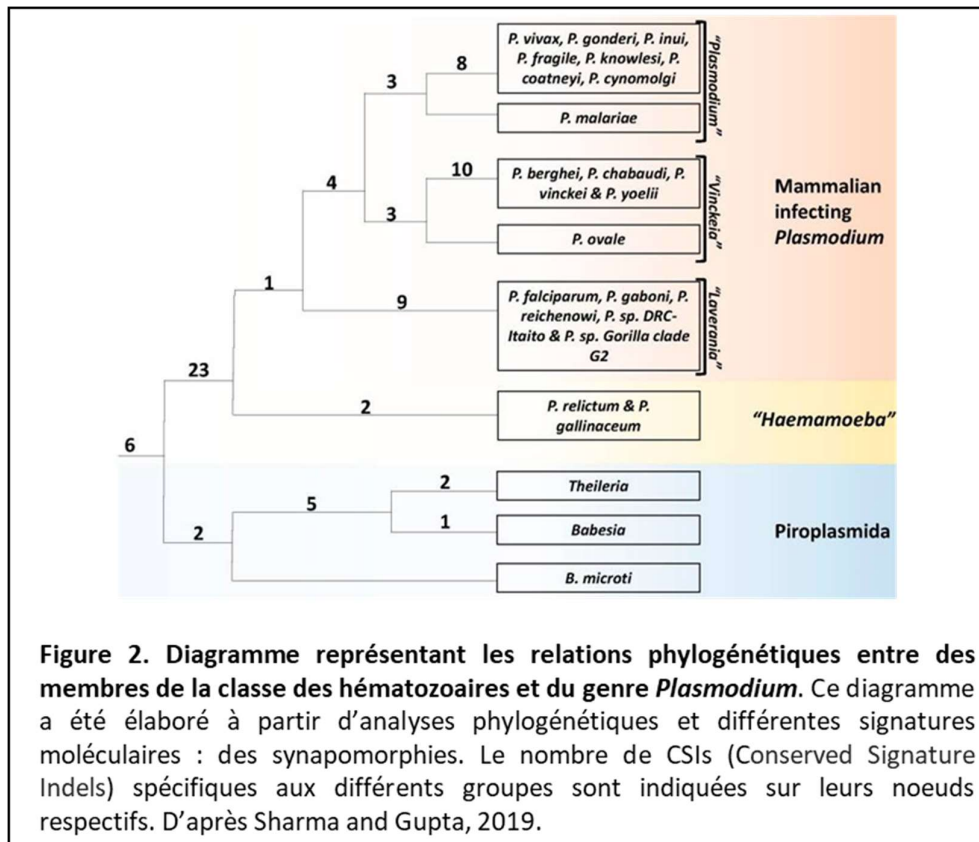 8
3
P. vivax, P. gonderi, P. inui,
P. fragile, P. knowlesi, P.
coatneyi, P. cynomolgi
P. malariae
"Plasmodium"
4
10
3
P. berghei, P. chabaudi, P.
vinckei & P. yoelii
P. ovale
"Vinckeia"
Mammalian
infecting
Plasmodium
1
9
P. falciparum, P. gaboni, P.
reichenowi, P. sp. DRC-
Itaito & P. sp. Gorilla clade
G2
"Laverania"
23
2
P. relictum & P.
gallinaceum
"Haemamoeba"
6
2
5
2
Theileria
1
Babesia
B. microti
Piroplasmida
Figure 2. Diagramme représentant les relations phylogénétiques entre des
membres de la classe des hématozoaires et du genre Plasmodium. Ce diagramme
a été élaboré à partir d'analyses phylogénétiques et différentes signatures
moléculaires : des synapomorphies. Le nombre de CSIs (Conserved Signature
Indels) spécifiques aux différents groupes sont indiquées sur leurs noeuds
respectifs. D'après Sharma and Gupta, 2019.